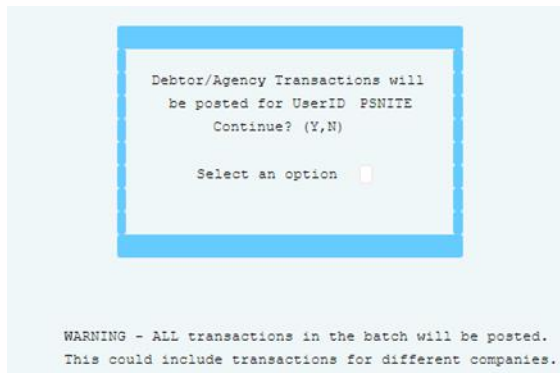 Debtor/Agency Transactions will
be posted for UserID PSNITE
Continue? (Y,N)
Select an option
WARNING - ALL transactions in the batch will be posted.
This could include transactions for different companies.